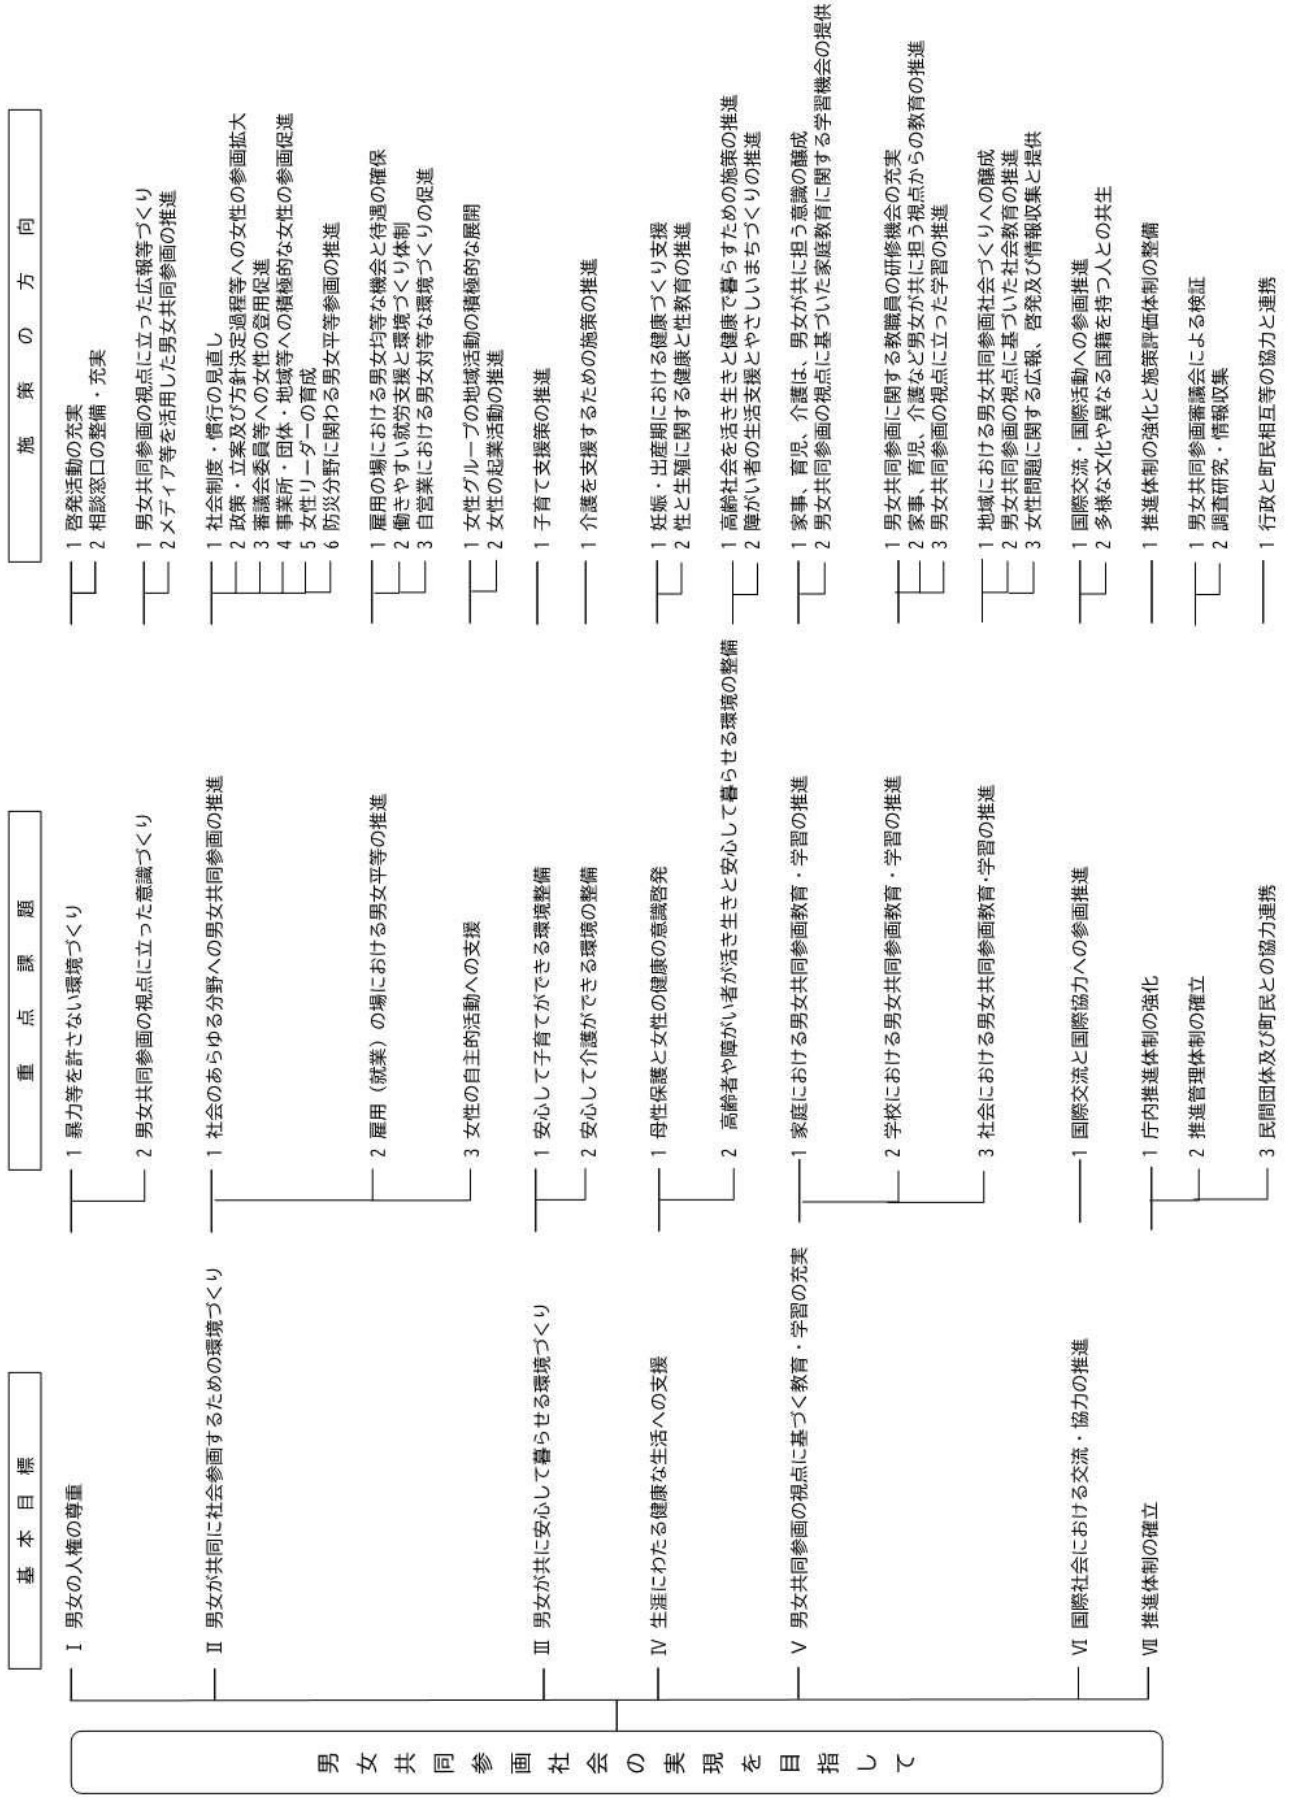 男女共同参画社会の実現を目指して
基本目標
Ⅰ 男女の人権の尊重
Ⅱ 男女が共同に社会参画するための環境づくり
Ⅲ 男女が共に安心して暮らせる環境づくり
Ⅳ 生涯にわたる健康な生活への支援
Ⅴ 男女共同参画の視点に基づく教育・学習の充実
Ⅵ 国際社会における交流・協力の推進
Ⅶ 推進体制の確立
重点課題
1 暴力等を許さない環境づくり
2 男女共同参画の視点に立った意識づくり
1 社会のあらゆる分野への男女共同参画の推進
2 雇用（就業）の場における男女平等の推進
3 女性の自主的活動への支援
1 安心して子育てができる環境整備
2 安心して介護ができる環境の整備
1 母性保護と女性の健康の意識啓発
2 高齢者や障がい者が活き生きと安心して暮らせる環境の整備
1 家庭における男女共同参画教育・学習の推進
2 学校における男女共同参画教育・学習の推進
3 社会における男女共同参画教育・学習の推進
1 国際交流と国際協力への参画推進
1 庁内推進体制の強化
2 推進管理体制の確立
3 民間団体及び町民との協力連携
施策の方向
1 啓発活動の充実
2 相談窓口の整備・充実
1 男女共同参画の視点に立った広報等づくり
2 メディア等を活用した男女共同参画の推進
1 社会制度・慣行の見直し
2 政策・立案及び方針決定過程等への女性の参画拡大
3 審議会委員等への女性の登用促進
4 事業所・団体・地域等への積極的な女性の参画促進
5 女性リーダーの育成
6 防災分野に関わる男女平等参画の推進
1 雇用の場における男女均等な機会と待遇の確保
2 働きやすい就労支援と環境づくり体制
3 自営業における男女対等な環境づくりの促進
1 女性グループの地域活動の積極的な展開
2 女性の起業活動の推進
1 子育て支援策の推進
1 介護を支援するための施策の推進
1 妊娠・出産期における健康づくり支援
2 性と生殖に関する健康と性教育の推進
1 高齢社会を活き生きと健康で暮らすための施策の推進
2 障がい者の生活支援とやさしいまちづくりの推進
1 家事、育児、介護は、男女が共に担う意識の醸成
2 男女共同参画の視点に基づいた家庭教育に関する学習機会の提供
1 男女共同参画に関する教職員の研修機会の充実
2 家事、育児、介護など男女が共に担う視点からの教育の推進
3 男女共同参画の視点に立った学習の推進
1 地域における男女共同参画社会づくりへの醸成
2 男女共同参画の視点に基づいた社会教育の推進
3 女性問題に関する広報、啓発及び情報収集と提供
1 国際交流・国際活動への参画推進
2 多様な文化や異なる国籍を持つ人との共生
1 推進体制の強化と施策評価体制の整備
1 男女共同参画審議会による検証
2 調査研究・情報収集
1 行政と町民相互等の協力と連携